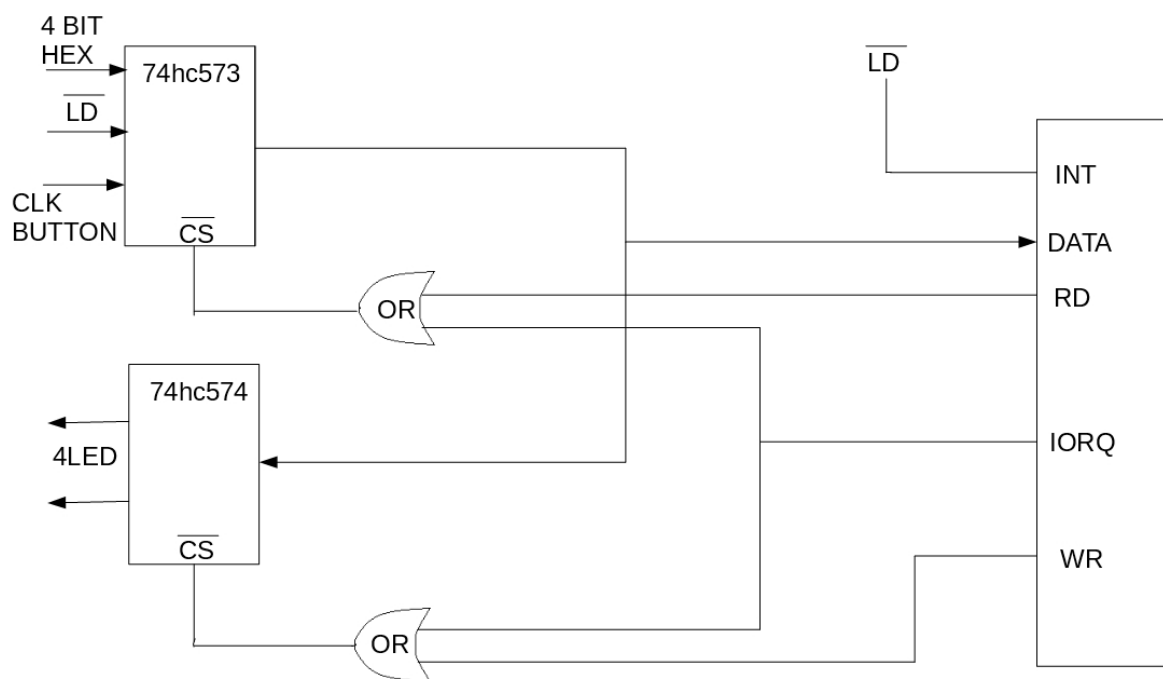 4 BIT
HEX
74hc573
LD
CLK
BUTTON
CS
OR
74hc574
4LED
CS
OR
LD
INT
DATA
RD
IORQ
WR